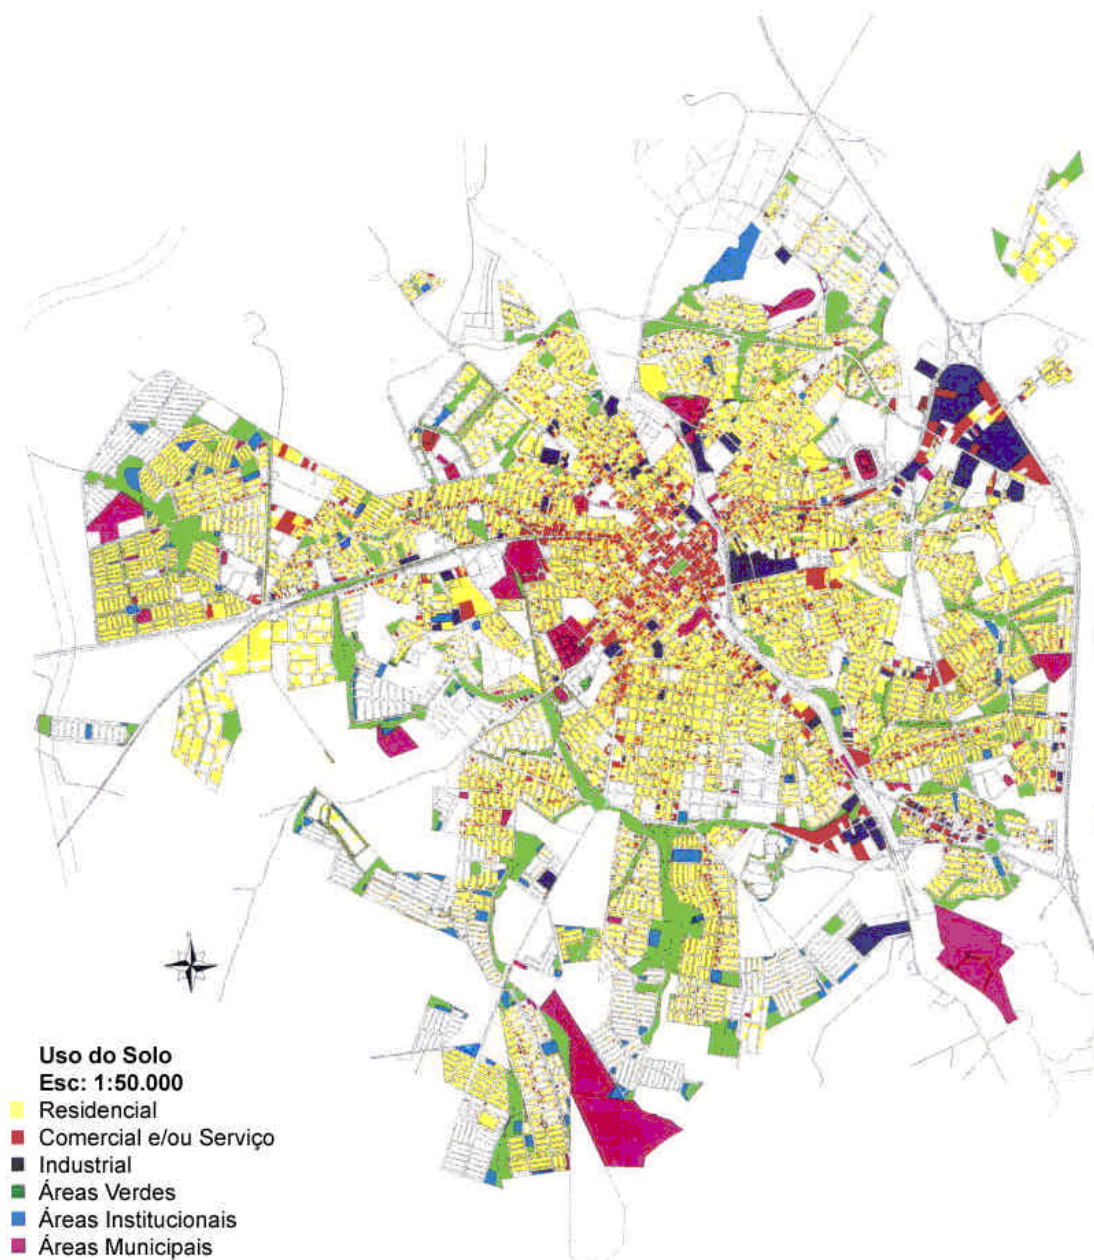 Uso do Solo
Esc: 1:50.000
Residencial
Comercial e/ou Serviço
Industrial
Áreas Verdes
Áreas Institucionais
Áreas Municipais